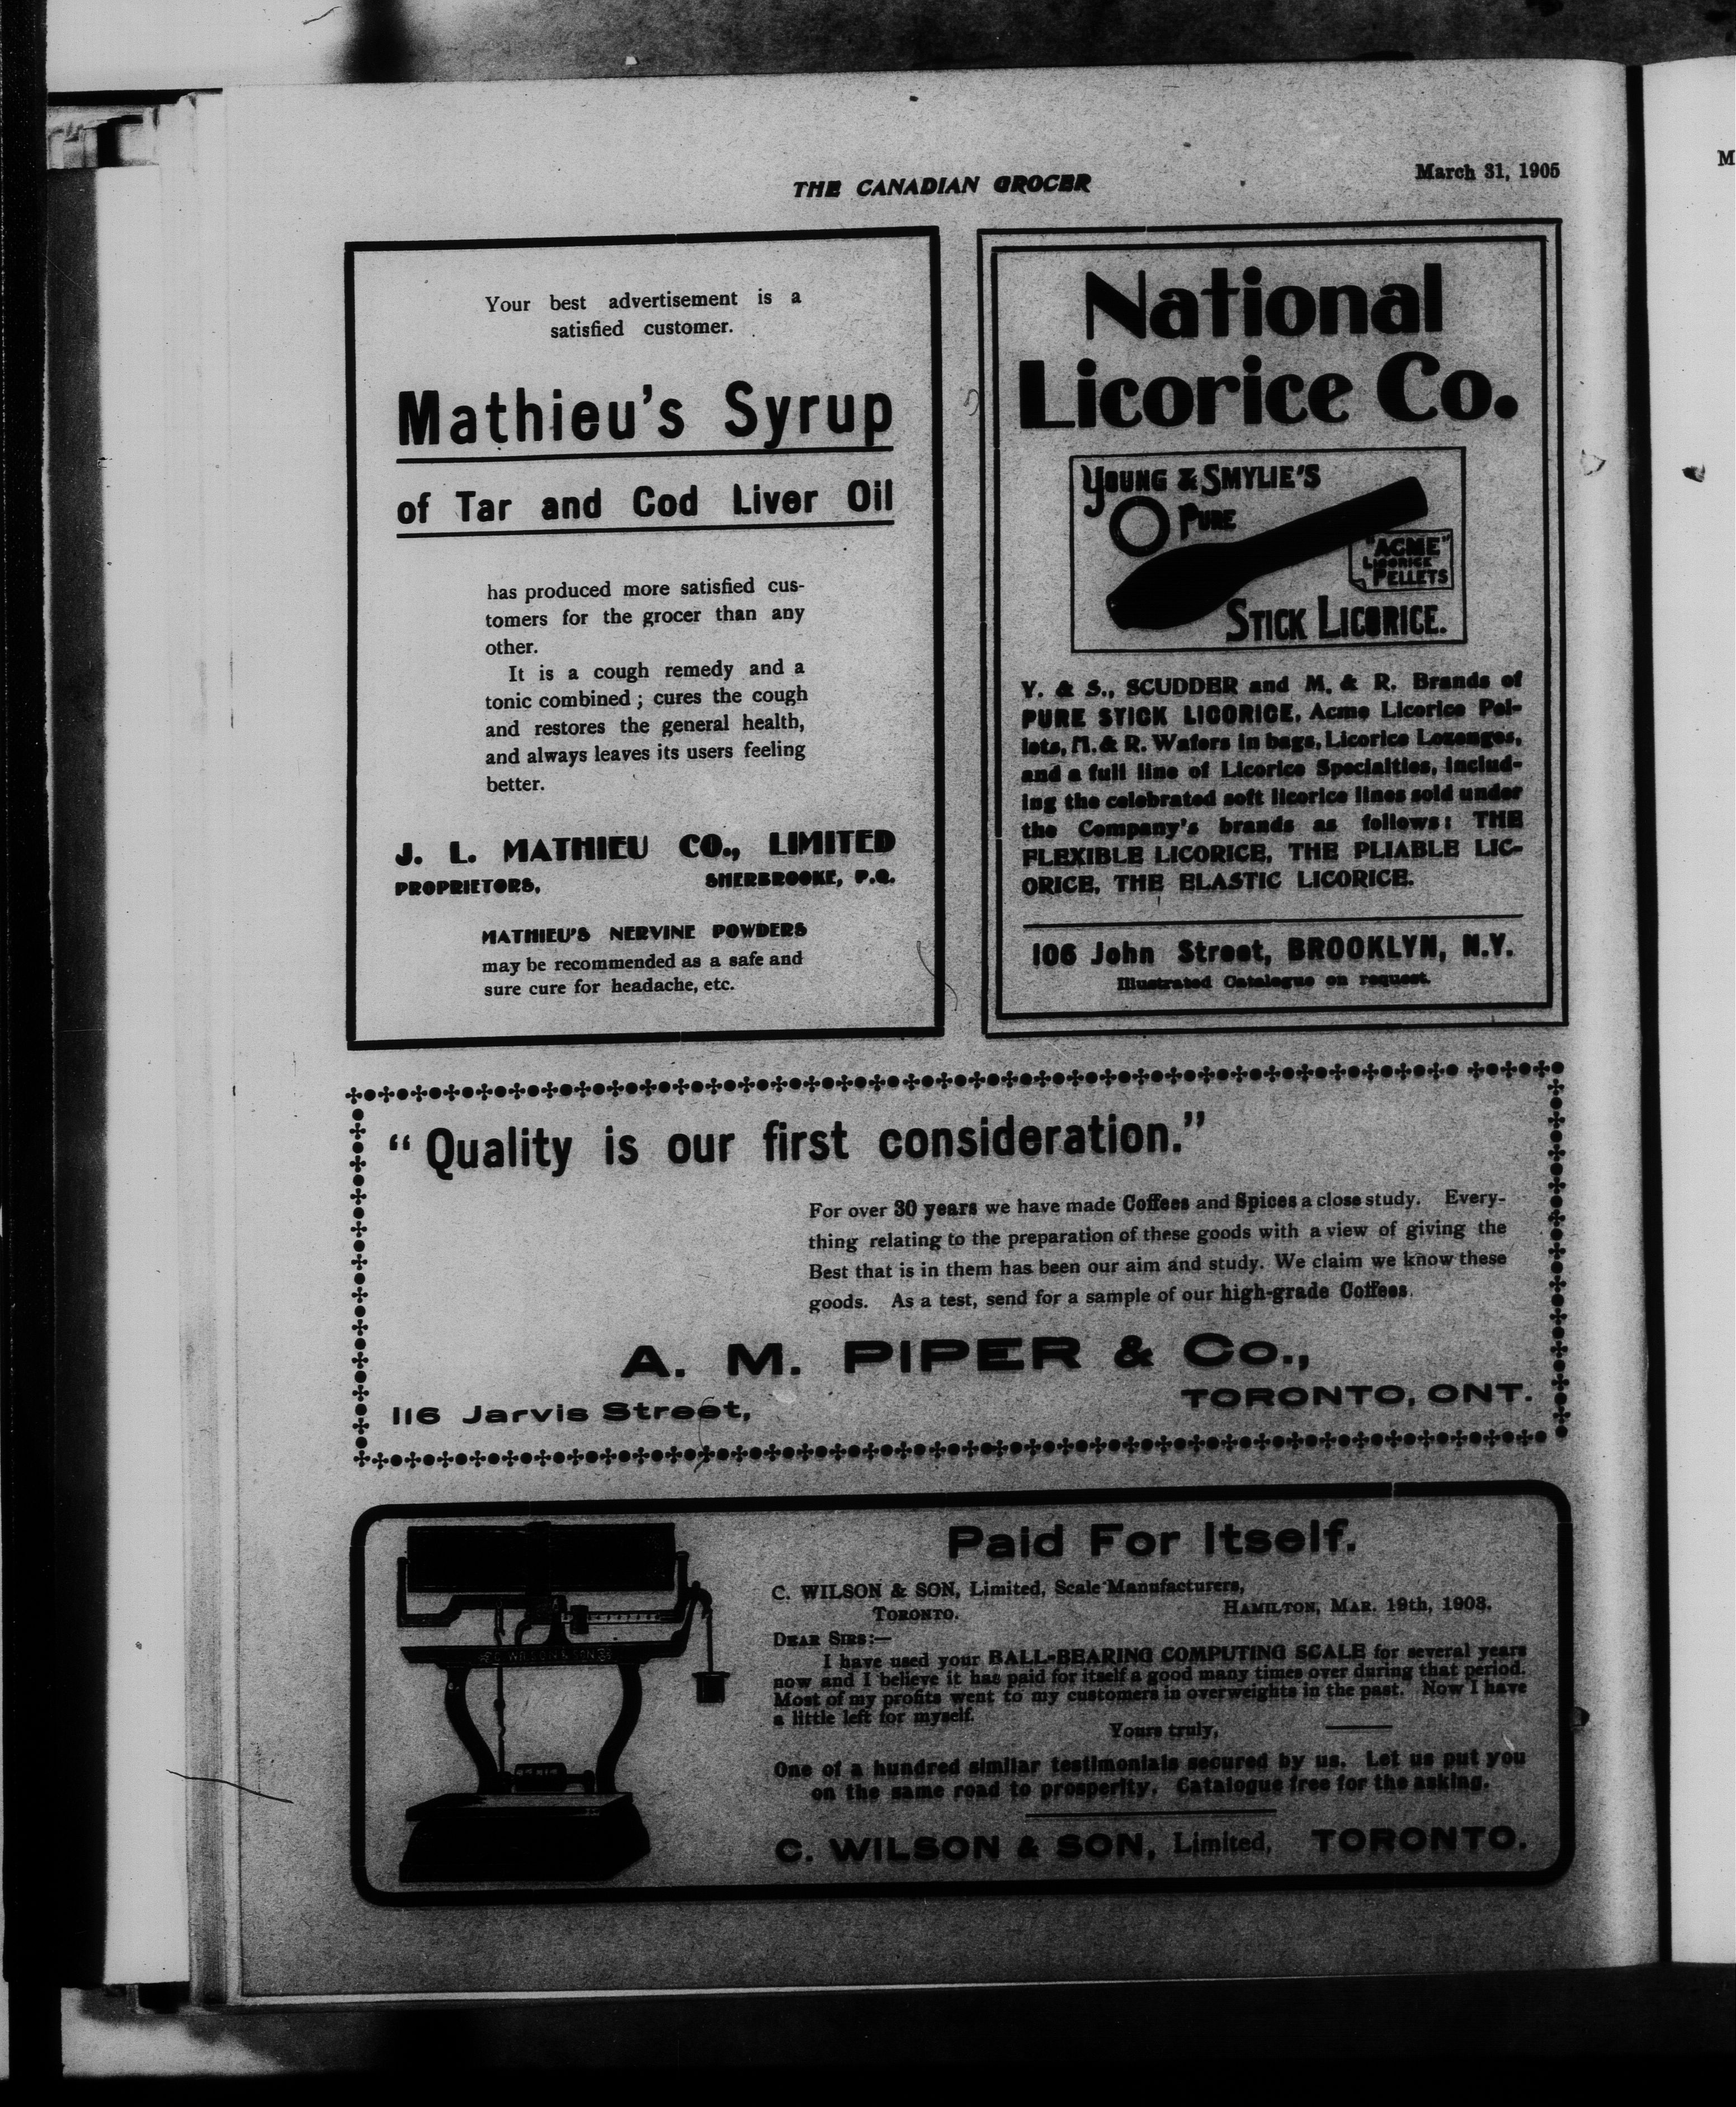 THE CANADIAN GROCER
March 31, 1905
Your best advertisement is a
satisfied customer.
Mathieu's Syrup
of Tar and Cod Liver Oil
has produced more satisfied cus-
tomers for the grocer than any
other.
It is a cough remedy and a
tonic combined ; cures the cough
and restores the general health,
and always leaves its users feeling
better.
J. L. MATHIEU CO., LIMITED
PROPRIETORS, SHERBROOKE, P.Q.
MATHIEU'S NERVINE POWDERS
may be recommended as a safe and
sure cure for headache, etc.
National
Licorice Co.
YOUNG & SMYLIE'S
PURE
"ACME"
LICORICE
PELLETS
STICK LICORICE.
Y. & S., SCUDDER and M. & R. Brands of
PURE STICK LICORICE, Acme Licorice Pel-
lets, M. & R. Wafers in bags, Licorice Lozenges,
and a full line of Licorice Specialties, includ-
ing the celebrated soft licorice lines sold under
the Company's brands as follows: THE
FLEXIBLE LICORICE, THE PLIABLE LIC-
ORICE, THE ELASTIC LICORICE.
106 John Street, BROOKLYN, N.Y.
Illustrated Catalogue on request.
"Quality is our first consideration."
For over 30 years we have made Coffees and Spices a close study. Every-
thing relating to the preparation of these goods with a view of giving the
Best that is in them has been our aim and study. We claim we know these
goods. As a test, send for a sample of our high-grade Coffees.
A. M. PIPER & Co.,
116 Jarvis Street, TORONTO, ONT.
Paid For Itself.
C. WILSON & SON, Limited, Scale Manufacturers,
TORONTO. HAMILTON, MAR. 19th, 1903.
DEAR SIRS:—
I have used your BALL-BEARING COMPUTING SCALE for several years
now and I believe it has paid for itself a good many times over during that period.
Most of my profits went to my customers in overweights in the past. Now I have
a little left for myself.
Yours truly, ———
One of a hundred similar testimonials secured by us. Let us put you
on the same road to prosperity. Catalogue free for the asking.
C. WILSON & SON, Limited, TORONTO.